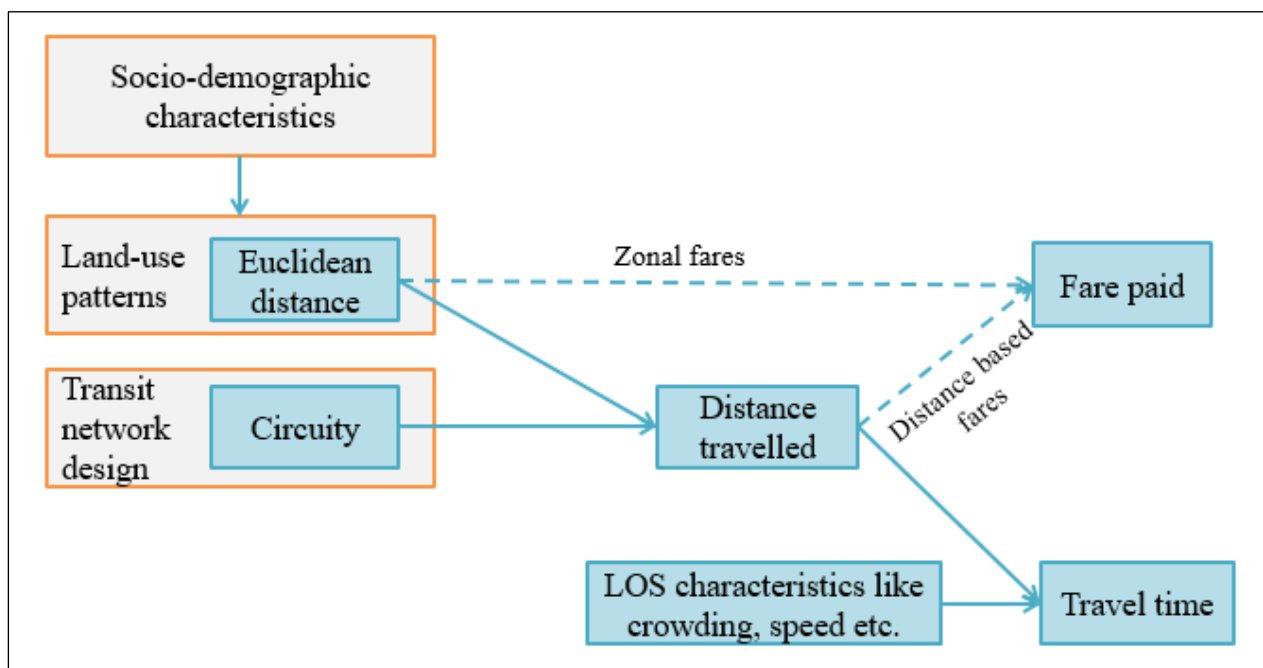 Socio-demographic
characteristics
Land-use
patterns
Euclidean
distance
Zonal fares
Fare paid
Transit
network
design
Circuity
Distance
travelled
Distance based
fares
LOS characteristics like
crowding, speed etc.
Travel time